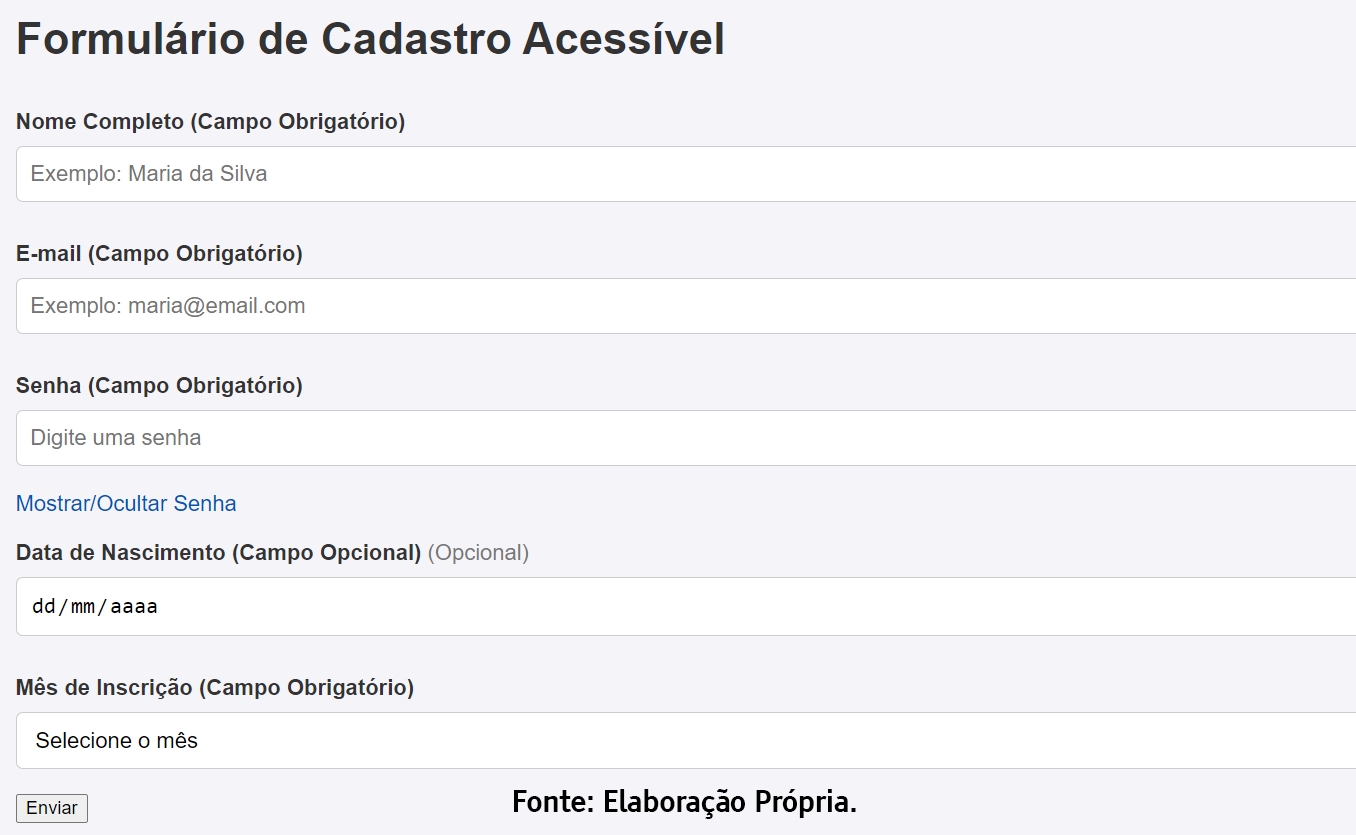 Formulário de Cadastro Acessível
Nome Completo (Campo Obrigatório)
Exemplo: Maria da Silva
E-mail (Campo Obrigatório)
Exemplo: maria@email.com
Senha (Campo Obrigatório)
Digite uma senha
Mostrar/Ocultar Senha
Data de Nascimento (Campo Opcional) (Opcional)
dd/mm/aaaa
Mês de Inscrição (Campo Obrigatório)
Selecione o mês
Enviar
Fonte: Elaboração Própria.